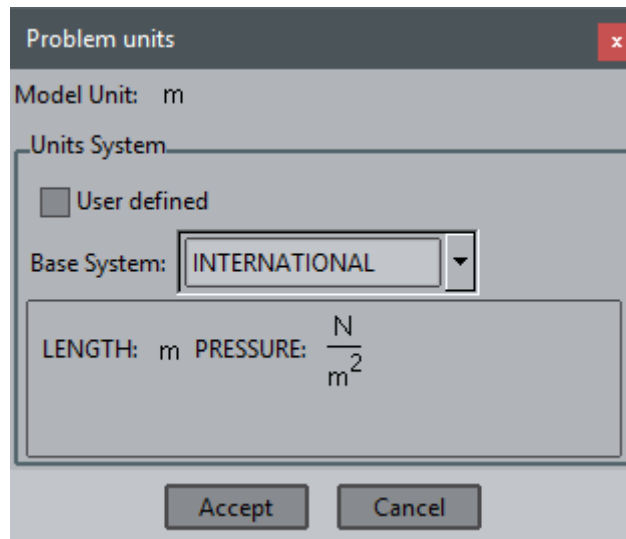 Problem units
x
Model Unit: m
Units System
User defined
Base System: INTERNATIONAL
LENGTH: m PRESSURE: N/m²
Accept Cancel